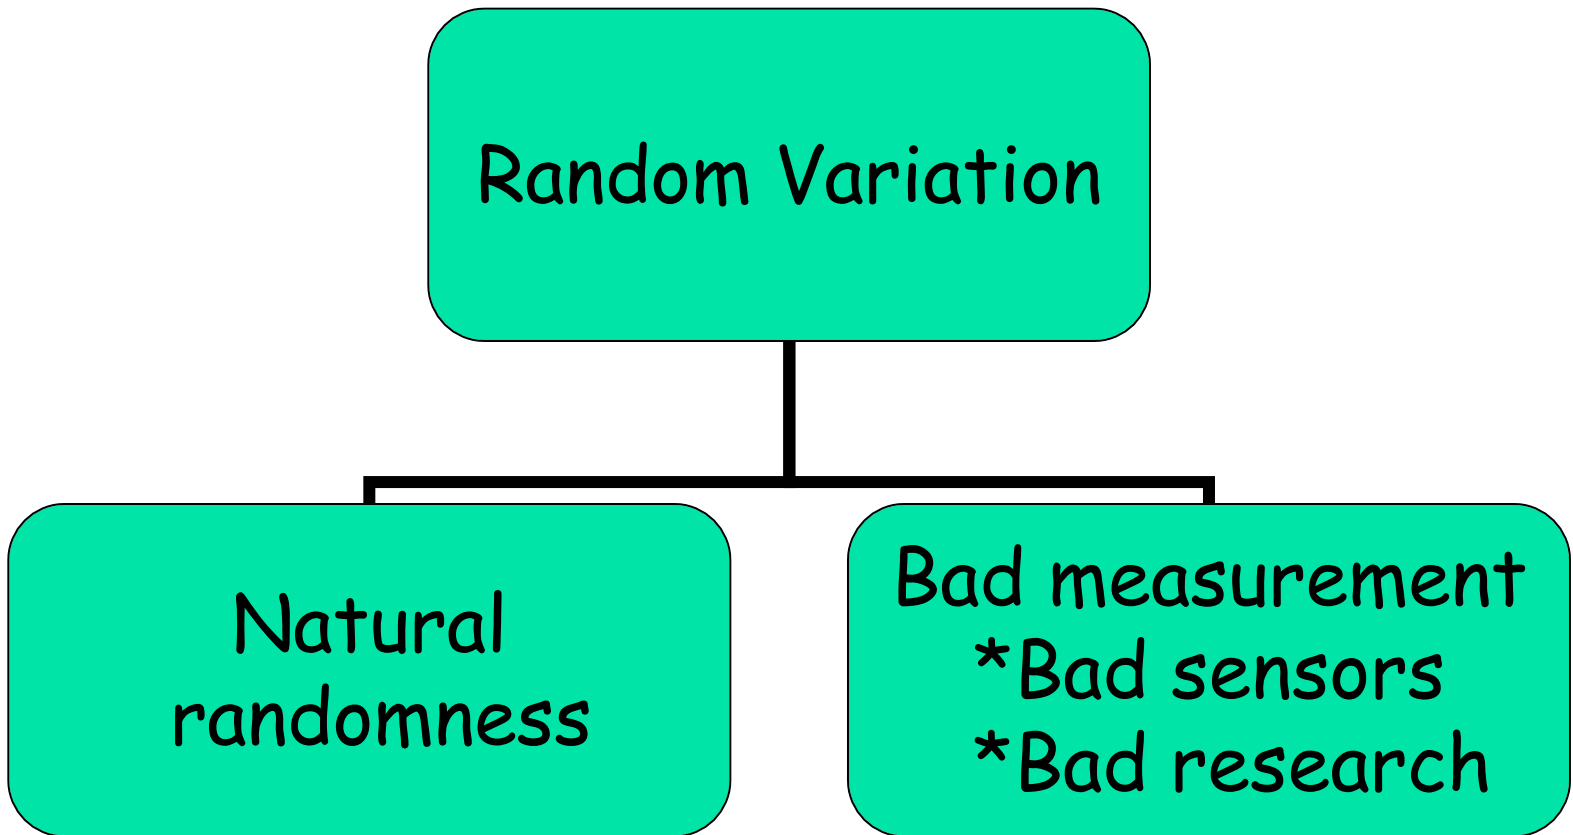 Random Variation
Natural
randomness
Bad measurement
*Bad sensors
*Bad research